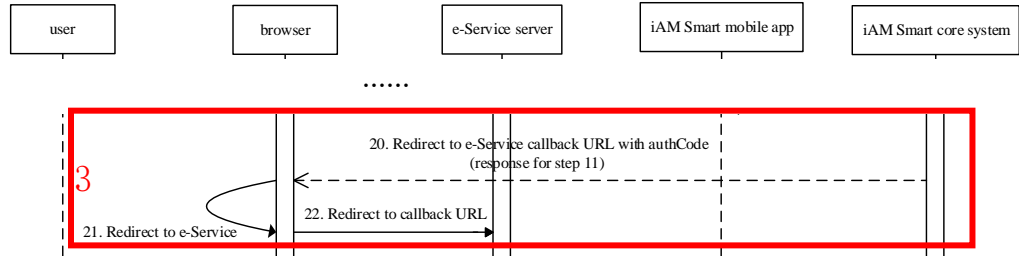 user
browser
e-Service server
iAM Smart mobile app
iAM Smart core system
......
20. Redirect to e-Service callback URL with authCode
(response for step 11)
3
22. Redirect to callback URL
21. Redirect to e-Service